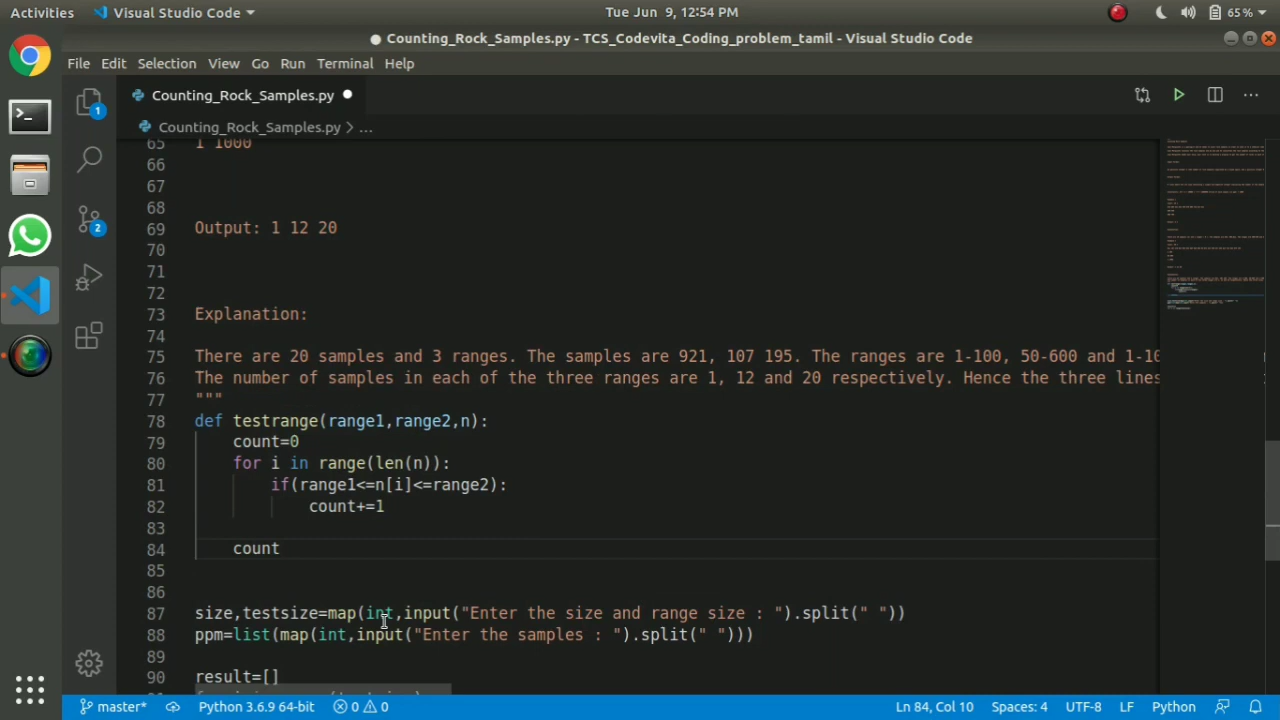 Activities Visual Studio Code Tue Jun 9, 12:54 PM 65%
Counting_Rock_Samples.py - TCS_Codevita_Coding_problem_tamil - Visual Studio Code
File Edit Selection View Go Run Terminal Help
1 Counting_Rock_Samples.py
Counting_Rock_Samples.py > ...
65 1 1000
66
67
68
69 Output: 1 12 20
70
71
72
73 Explanation:
74
75 There are 20 samples and 3 ranges. The samples are 921, 107 195. The ranges are 1-100, 50-600 and 1-10
76 The number of samples in each of the three ranges are 1, 12 and 20 respectively. Hence the three lines
77 """
78 def testrange(range1,range2,n):
79 count=0
80 for i in range(len(n)):
81 if(range1<=n[i]<=range2):
82 count+=1
83
84 count
85
86
87 size,testsize=map(int,input("Enter the size and range size : ").split(" "))
88 ppm=list(map(int,input("Enter the samples : ").split(" ")))
89
90 result=[]
2
master* Python 3.6.9 64-bit 0 0 Ln 84, Col 10 Spaces: 4 UTF-8 LF Python